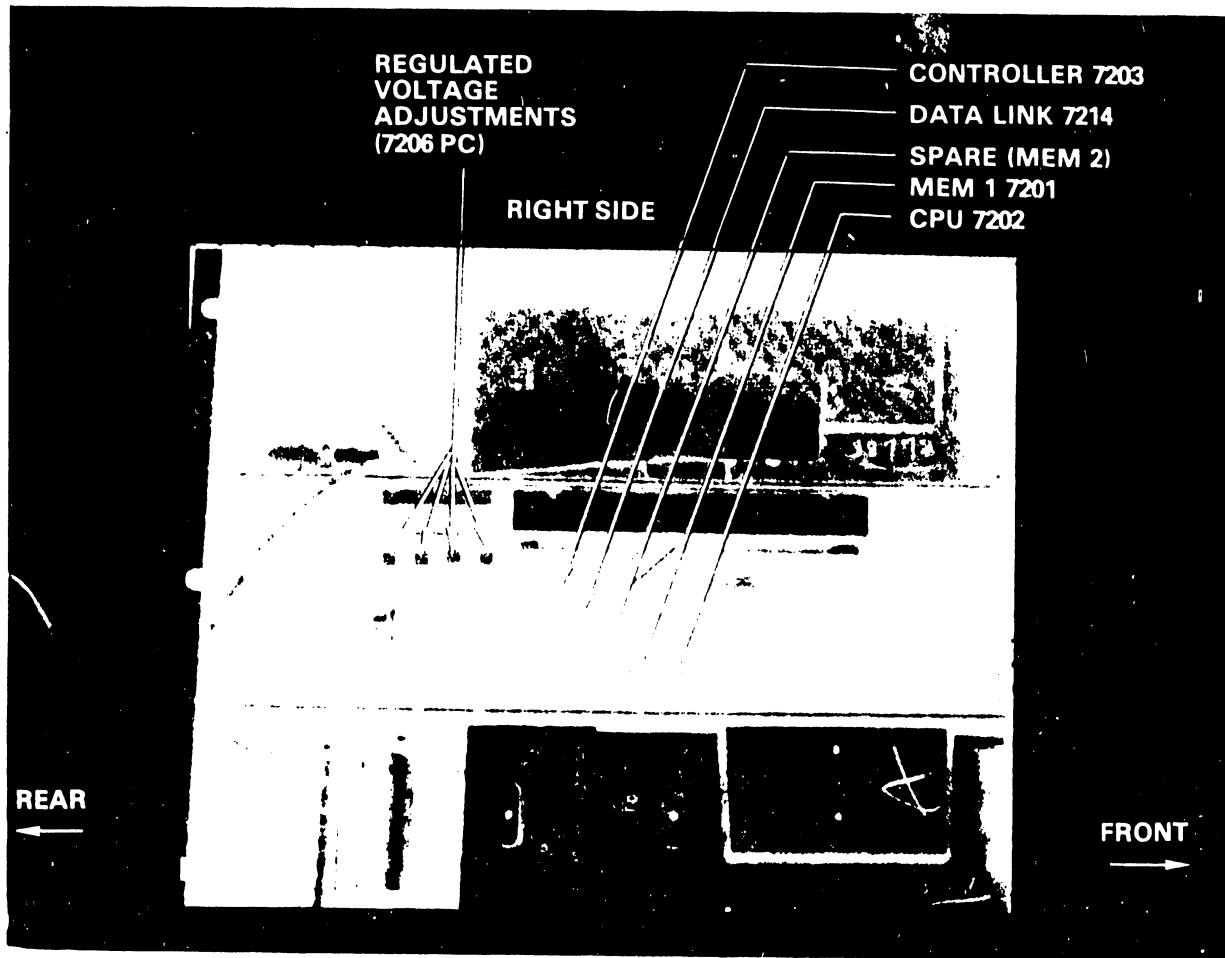 REGULATED
VOLTAGE
ADJUSTMENTS
(7206 PC)
CONTROLLER 7203
DATA LINK 7214
SPARE (MEM 2)
MEM 1 7201
CPU 7202
RIGHT SIDE
REAR
FRONT